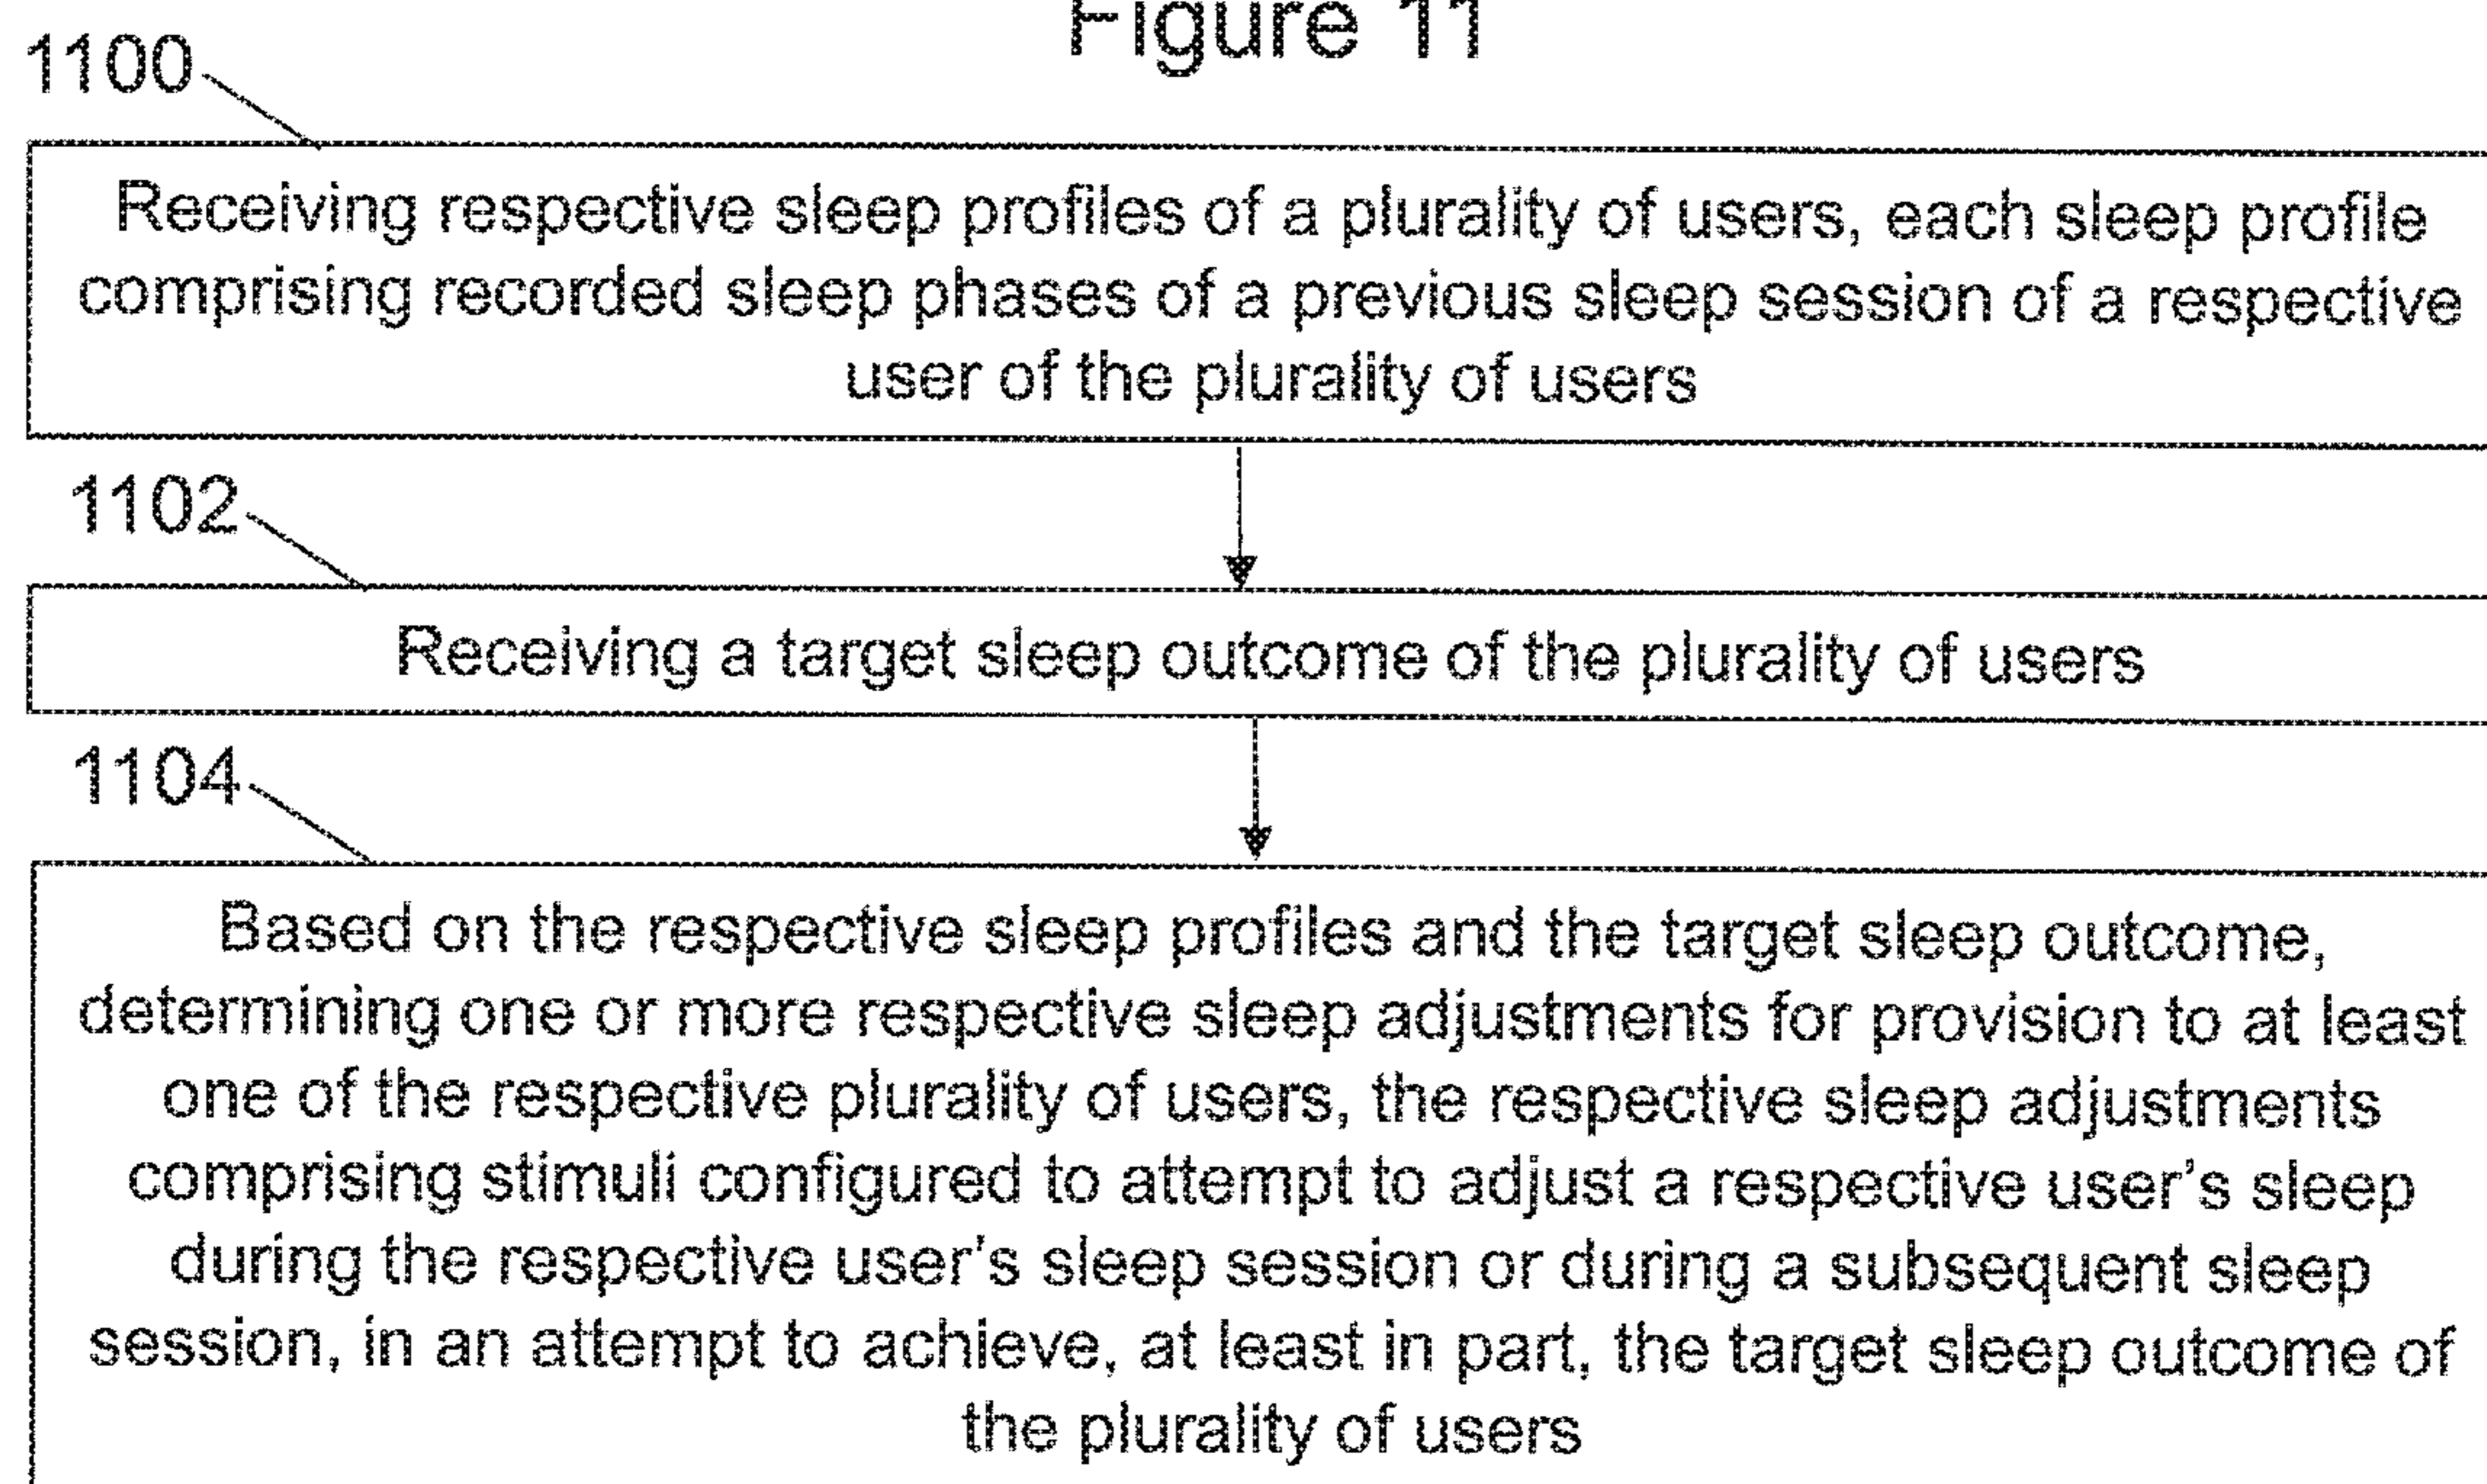 Figure 11
1100
Receiving respective sleep profiles of a plurality of users, each sleep profile
comprising recorded sleep phases of a previous sleep session of a respective
user of the plurality of users
1102
Receiving a target sleep outcome of the plurality of users
1104
Based on the respective sleep profiles and the target sleep outcome,
determining one or more respective sleep adjustments for provision to at least
one of the respective plurality of users, the respective sleep adjustments
comprising stimuli configured to attempt to adjust a respective user's sleep
during the respective user's sleep session or during a subsequent sleep
session, in an attempt to achieve, at least in part, the target sleep outcome of
the plurality of users